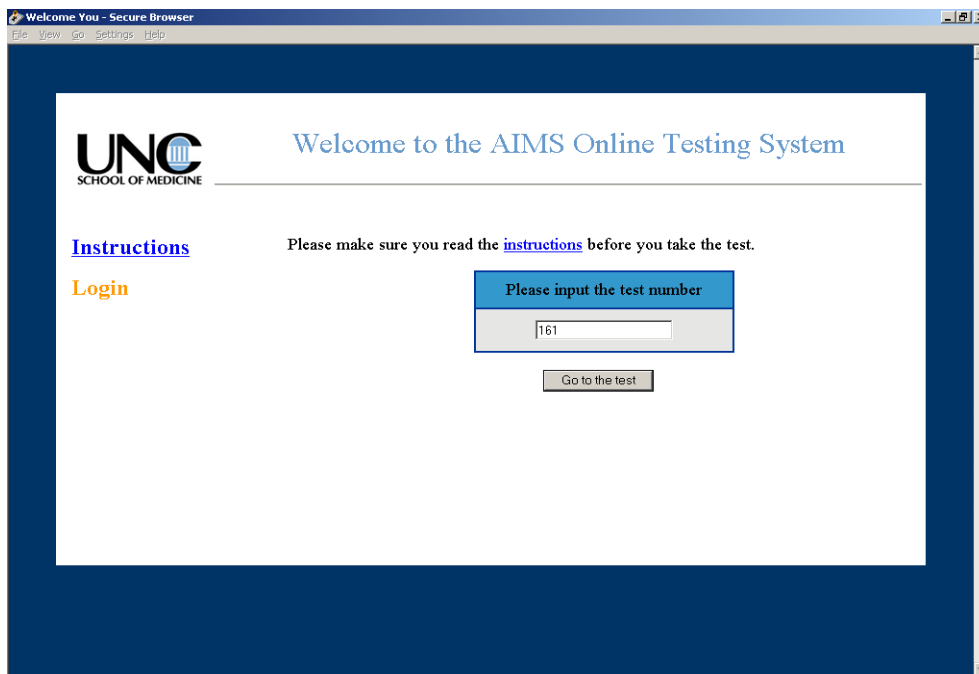 Welcome You - Secure Browser
File View Go Settings Help
UNC
SCHOOL OF MEDICINE
Welcome to the AIMS Online Testing System
Instructions
Login
Please make sure you read the instructions before you take the test.
Please input the test number
161
Go to the test